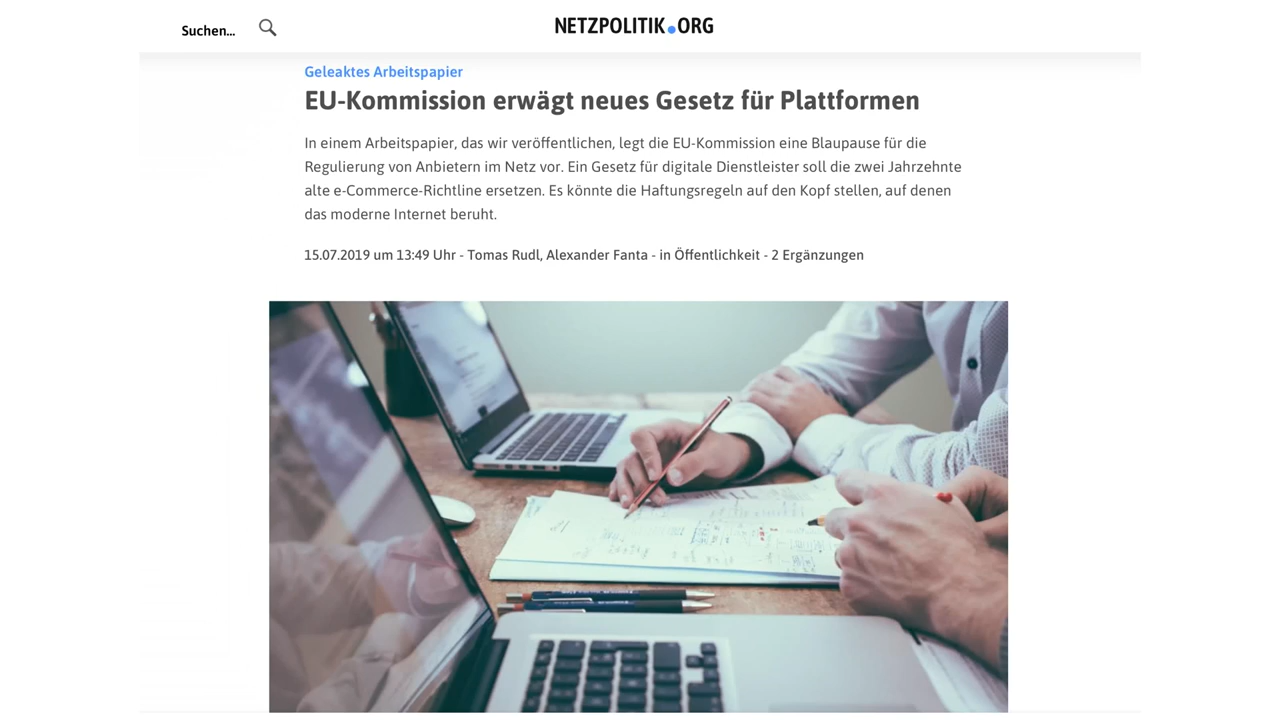 Suchen...
NETZPOLITIK.ORG
Geleaktes Arbeitspapier
EU-Kommission erwägt neues Gesetz für Plattformen
In einem Arbeitspapier, das wir veröffentlichen, legt die EU-Kommission eine Blaupause für die
Regulierung von Anbietern im Netz vor. Ein Gesetz für digitale Dienstleister soll die zwei Jahrzehnte
alte e-Commerce-Richtline ersetzen. Es könnte die Haftungsregeln auf den Kopf stellen, auf denen
das moderne Internet beruht.
15.07.2019 um 13:49 Uhr - Tomas Rudl, Alexander Fanta - in Öffentlichkeit - 2 Ergänzungen